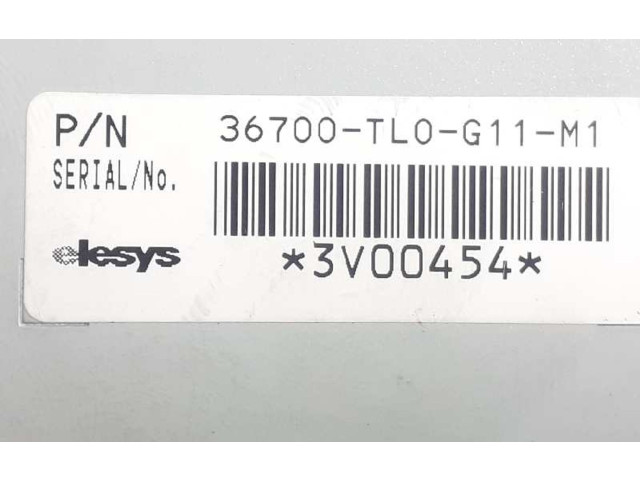 P/N 36700-TL0-G11-M1
SERIAL/No.
elesys *3V00454*